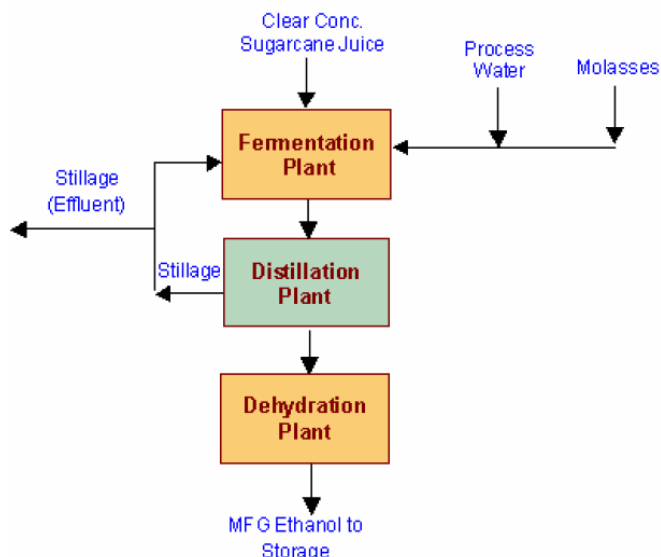 Clear Conc.
Sugarcane Juice
Process
Water
Molasses
Fermentation
Plant
Stillage
(Effluent)
Stillage
Distillation
Plant
Dehydration
Plant
MFG Ethanol to
Storage